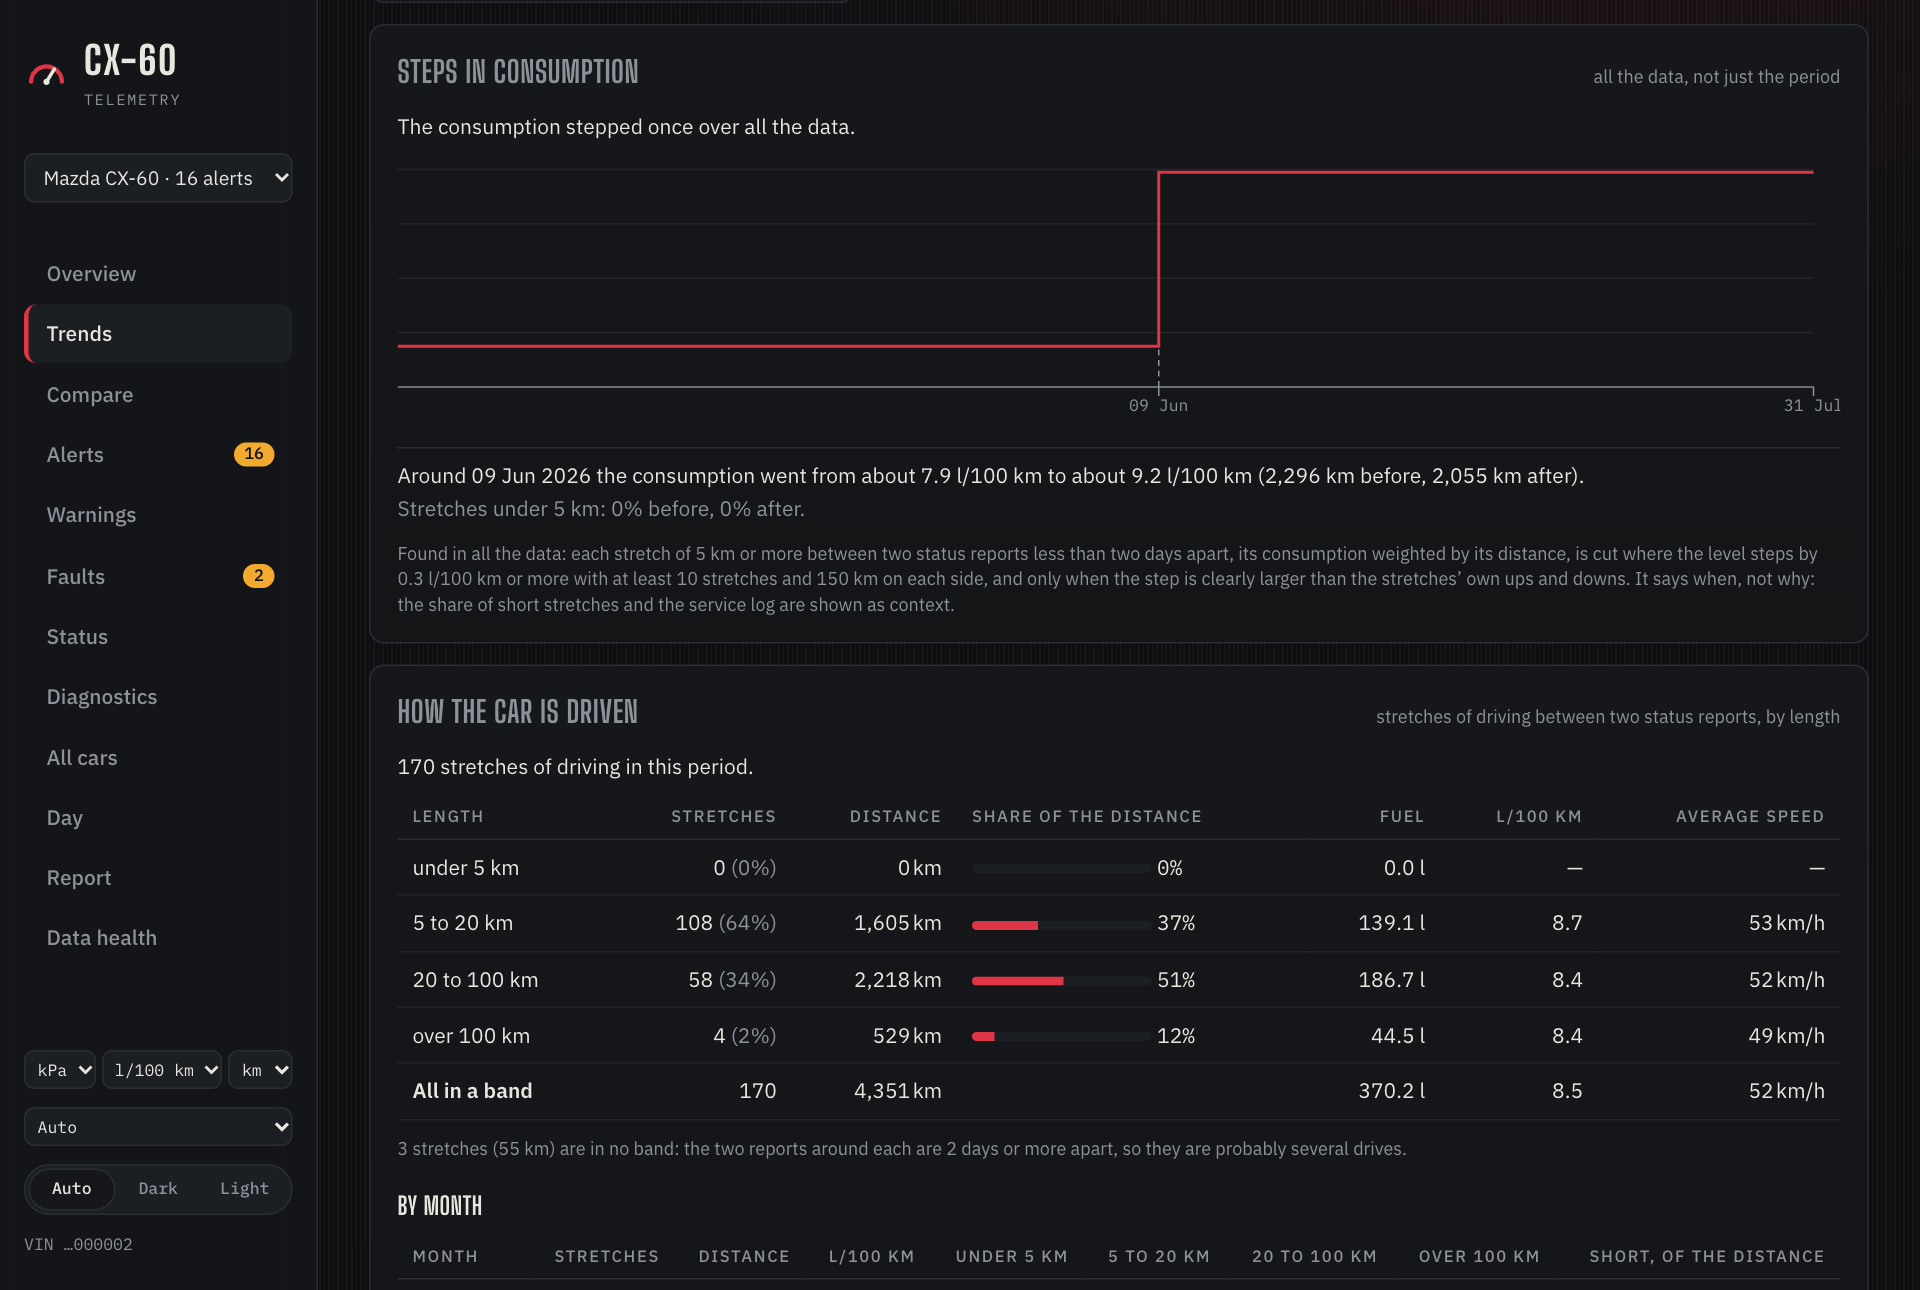 CX-60
TELEMETRY
Mazda CX-60 · 16 alerts
Overview
Trends
Compare
Alerts 16
Warnings
Faults 2
Status
Diagnostics
All cars
Day
Report
Data health
kPa l/100 km km
Auto
Auto Dark Light
VIN …000002
STEPS IN CONSUMPTION
all the data, not just the period
The consumption stepped once over all the data.
09 Jun 31 Jul
Around 09 Jun 2026 the consumption went from about 7.9 l/100 km to about 9.2 l/100 km (2,296 km before, 2,055 km after).
Stretches under 5 km: 0% before, 0% after.
Found in all the data: each stretch of 5 km or more between two status reports less than two days apart, its consumption weighted by its distance, is cut where the level steps by
0.3 l/100 km or more with at least 10 stretches and 150 km on each side, and only when the step is clearly larger than the stretches’ own ups and downs. It says when, not why:
the share of short stretches and the service log are shown as context.
HOW THE CAR IS DRIVEN
stretches of driving between two status reports, by length
170 stretches of driving in this period.
LENGTH STRETCHES DISTANCE SHARE OF THE DISTANCE FUEL L/100 KM AVERAGE SPEED
under 5 km 0 (0%) 0 km 0% 0.0 l — —
5 to 20 km 108 (64%) 1,605 km 37% 139.1 l 8.7 53 km/h
20 to 100 km 58 (34%) 2,218 km 51% 186.7 l 8.4 52 km/h
over 100 km 4 (2%) 529 km 12% 44.5 l 8.4 49 km/h
All in a band 170 4,351 km 370.2 l 8.5 52 km/h
3 stretches (55 km) are in no band: the two reports around each are 2 days or more apart, so they are probably several drives.
BY MONTH
MONTH STRETCHES DISTANCE L/100 KM UNDER 5 KM 5 TO 20 KM 20 TO 100 KM OVER 100 KM SHORT, OF THE DISTANCE